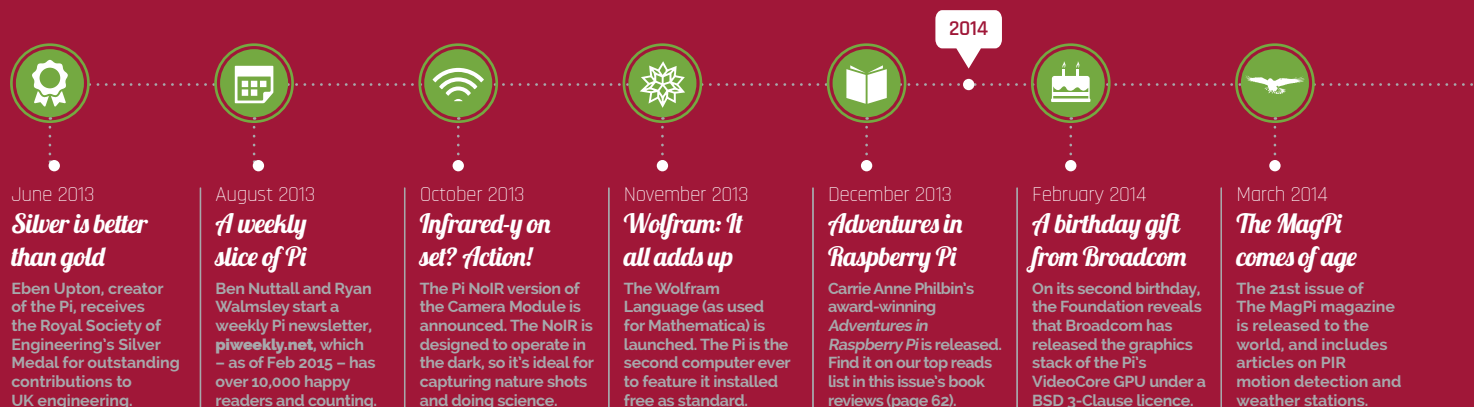 2014
June 2013
Silver is better
than gold
Eben Upton, creator
of the Pi, receives
the Royal Society of
Engineering's Silver
Medal for outstanding
contributions to
UK engineering.
August 2013
A weekly
slice of Pi
Ben Nuttall and Ryan
Walmsley start a
weekly Pi newsletter,
piweekly.net, which
– as of Feb 2015 – has
over 10,000 happy
readers and counting.
October 2013
Infrared-y on
set? Action!
The Pi NoIR version of
the Camera Module is
announced. The NoIR is
designed to operate in
the dark, so it's ideal for
capturing nature shots
and doing science.
November 2013
Wolfram: It
all adds up
The Wolfram
Language (as used
for Mathematica) is
launched. The Pi is the
second computer ever
to feature it installed
free as standard.
December 2013
Adventures in
Raspberry Pi
Carrie Anne Philbin's
award-winning
Adventures in
Raspberry Pi is released.
Find it on our top reads
list in this issue's book
reviews (page 62).
February 2014
A birthday gift
from Broadcom
On its second birthday,
the Foundation reveals
that Broadcom has
released the graphics
stack of the Pi's
VideoCore GPU under a
BSD 3-Clause licence.
March 2014
The MagPi
comes of age
The 21st issue of
The MagPi magazine
is released to the
world, and includes
articles on PIR
motion detection and
weather stations.